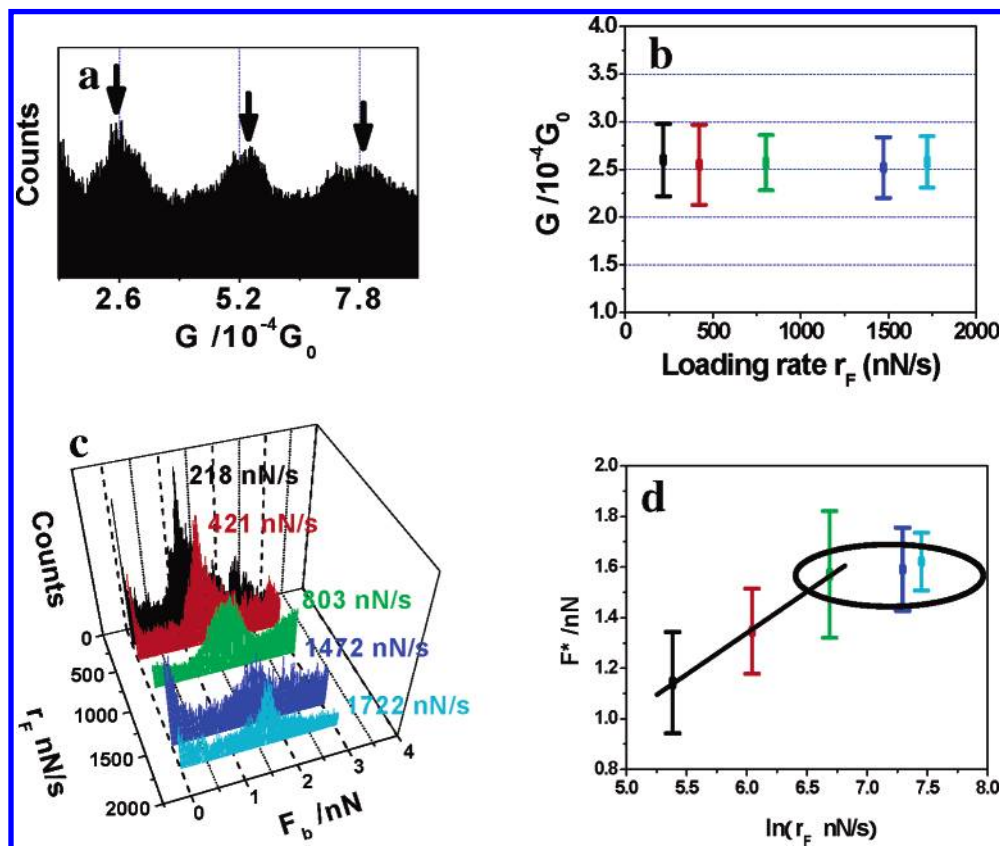 a
Counts
2.6 5.2 7.8
G /10⁻⁴G₀
b
G /10⁻⁴G₀
4.0
3.5
3.0
2.5
2.0
1.5
1.0
0 500 1000 1500 2000
Loading rate r_F (nN/s)
c
Counts
218 nN/s
421 nN/s
803 nN/s
1472 nN/s
1722 nN/s
0
500
1000
1500
2000
r_F nN/s
0 1 2 3 4
F_b /nN
d
F* /nN
2.0
1.8
1.6
1.4
1.2
1.0
0.8
5.0 5.5 6.0 6.5 7.0 7.5 8.0
ln(r_F nN/s)